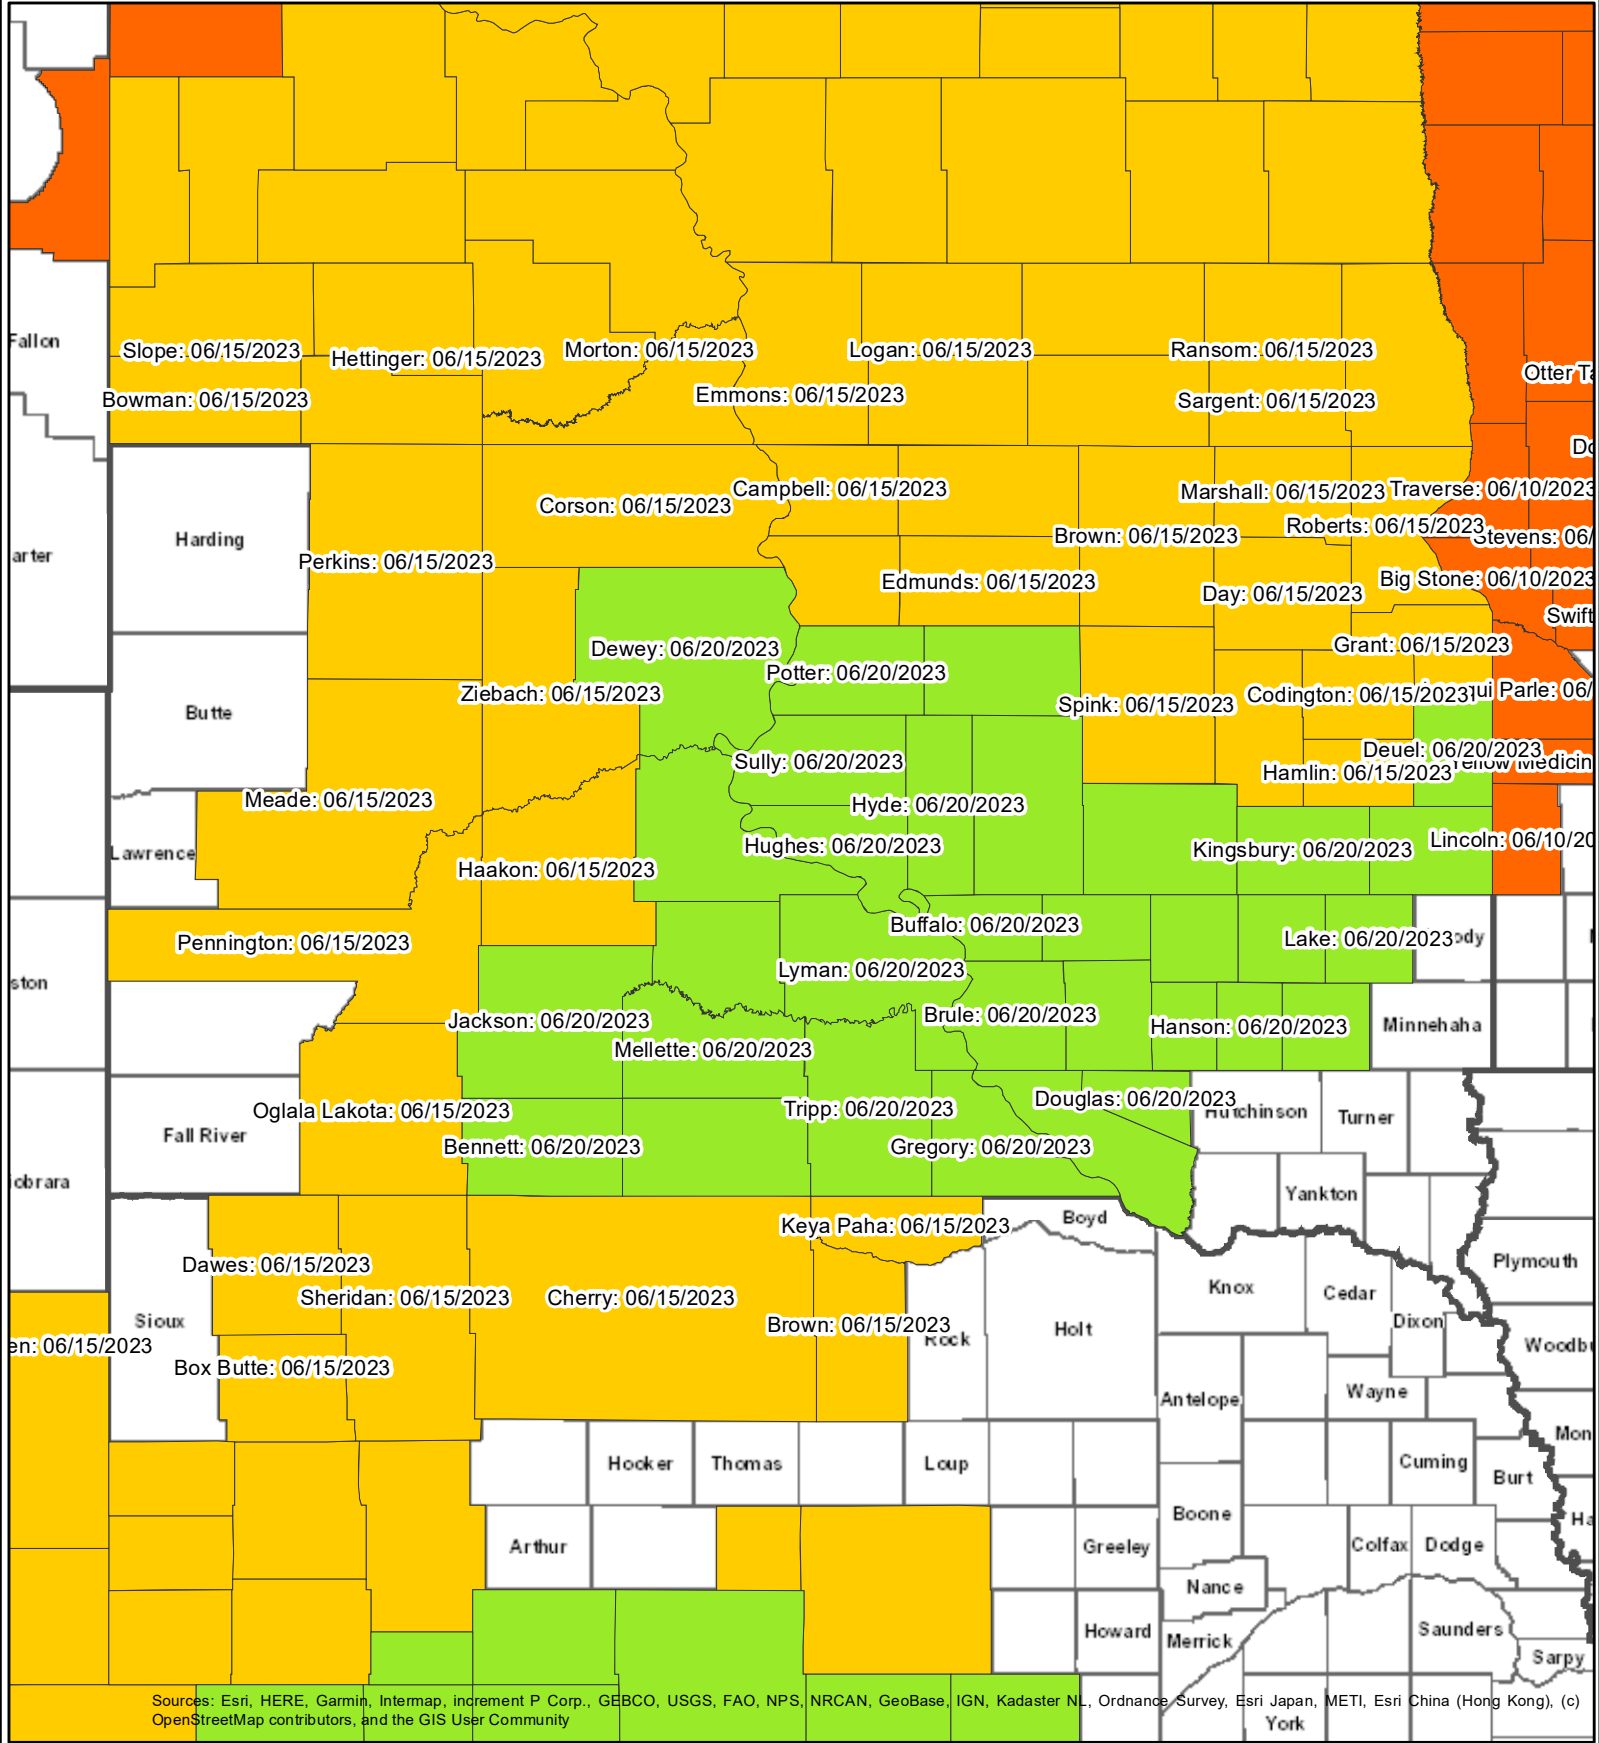 Fallon
Slope: 06/15/2023
Hettinger: 06/15/2023
Morton: 06/15/2023
Logan: 06/15/2023
Ransom: 06/15/2023
Otter Ta
Bowman: 06/15/2023
Emmons: 06/15/2023
Sargent: 06/15/2023
Do
Corson: 06/15/2023
Campbell: 06/15/2023
Marshall: 06/15/2023
Traverse: 06/10/2023
Harding
arter
Perkins: 06/15/2023
Brown: 06/15/2023
Roberts: 06/15/2023
Stevens: 06/
Edmunds: 06/15/2023
Day: 06/15/2023
Big Stone: 06/10/2023
Swift
Dewey: 06/20/2023
Potter: 06/20/2023
Grant: 06/15/2023
Butte
Ziebach: 06/15/2023
Spink: 06/15/2023
Codington: 06/15/2023
qui Parle: 06/
Sully: 06/20/2023
Deuel: 06/20/2023
Yellow Medicin
Hamlin: 06/15/2023
Meade: 06/15/2023
Hyde: 06/20/2023
Lawrence
Haakon: 06/15/2023
Hughes: 06/20/2023
Kingsbury: 06/20/2023
Lincoln: 06/10/20
Pennington: 06/15/2023
Buffalo: 06/20/2023
Lake: 06/20/2023
ody
ston
Lyman: 06/20/2023
Jackson: 06/20/2023
Brule: 06/20/2023
Hanson: 06/20/2023
Minnehaha
Mellette: 06/20/2023
Oglala Lakota: 06/15/2023
Tripp: 06/20/2023
Douglas: 06/20/2023
Hutchinson
Turner
Fall River
Bennett: 06/20/2023
Gregory: 06/20/2023
iobrara
Yankton
Keya Paha: 06/15/2023
Boyd
Dawes: 06/15/2023
Plymouth
Sheridan: 06/15/2023
Cherry: 06/15/2023
Knox
Cedar
Sioux
Brown: 06/15/2023
Rock
Holt
Dixon
en: 06/15/2023
Woodbu
Box Butte: 06/15/2023
Antelope
Wayne
Mon
Hooker
Thomas
Loup
Cuming
Burt
Boone
Ha
Arthur
Greeley
Colfax
Dodge
Nance
Howard
Merrick
Saunders
Sarpy
Sources: Esri, HERE, Garmin, Intermap, increment P Corp., GEBCO, USGS, FAO, NPS, NRCAN, GeoBase, IGN, Kadaster NL, Ordnance Survey, Esri Japan, METI, Esri China (Hong Kong), (c)
OpenStreetMap contributors, and the GIS User Community
York